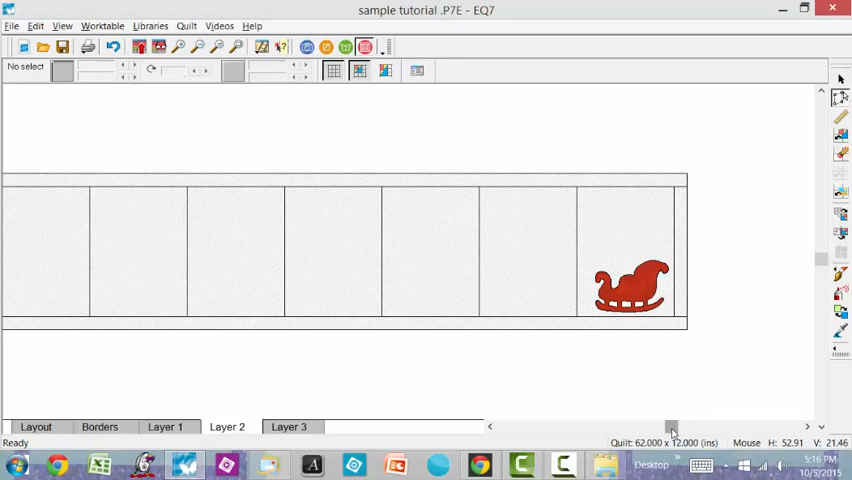 sample tutorial .P7E - EQ7
File Edit View Worktable Libraries Quilt Videos Help
No select
Layout Borders Layer 1 Layer 2 Layer 3
Ready Quilt: 62.000 x 12.000 (ins) Mouse H: 52.91 V: 21.46
Desktop 5:16 PM
10/5/2015